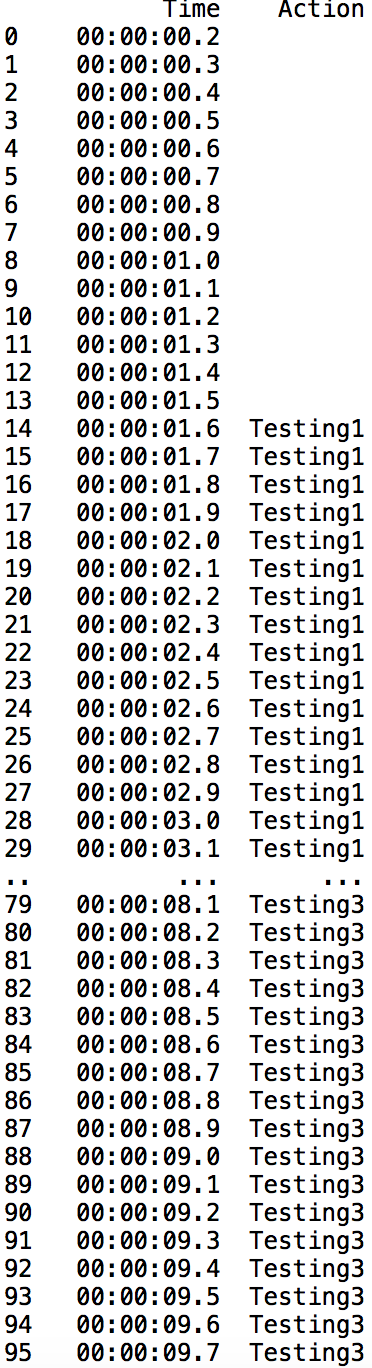 Time Action
0 00:00:00.2
1 00:00:00.3
2 00:00:00.4
3 00:00:00.5
4 00:00:00.6
5 00:00:00.7
6 00:00:00.8
7 00:00:00.9
8 00:00:01.0
9 00:00:01.1
10 00:00:01.2
11 00:00:01.3
12 00:00:01.4
13 00:00:01.5
14 00:00:01.6 Testing1
15 00:00:01.7 Testing1
16 00:00:01.8 Testing1
17 00:00:01.9 Testing1
18 00:00:02.0 Testing1
19 00:00:02.1 Testing1
20 00:00:02.2 Testing1
21 00:00:02.3 Testing1
22 00:00:02.4 Testing1
23 00:00:02.5 Testing1
24 00:00:02.6 Testing1
25 00:00:02.7 Testing1
26 00:00:02.8 Testing1
27 00:00:02.9 Testing1
28 00:00:03.0 Testing1
29 00:00:03.1 Testing1
.. ... ...
79 00:00:08.1 Testing3
80 00:00:08.2 Testing3
81 00:00:08.3 Testing3
82 00:00:08.4 Testing3
83 00:00:08.5 Testing3
84 00:00:08.6 Testing3
85 00:00:08.7 Testing3
86 00:00:08.8 Testing3
87 00:00:08.9 Testing3
88 00:00:09.0 Testing3
89 00:00:09.1 Testing3
90 00:00:09.2 Testing3
91 00:00:09.3 Testing3
92 00:00:09.4 Testing3
93 00:00:09.5 Testing3
94 00:00:09.6 Testing3
95 00:00:09.7 Testing3